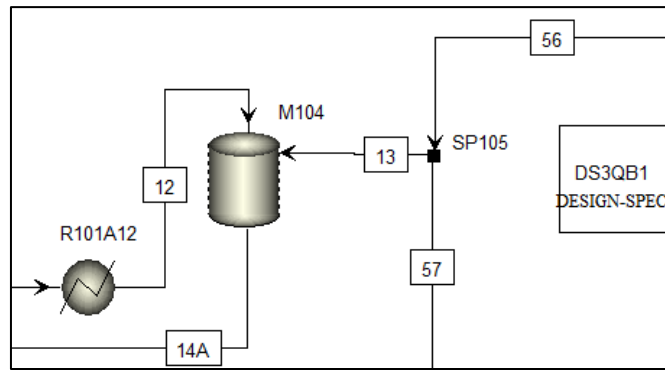 56
M104
13
SP105
DS3QB1
DESIGN-SPEC
12
R101A12
57
14A